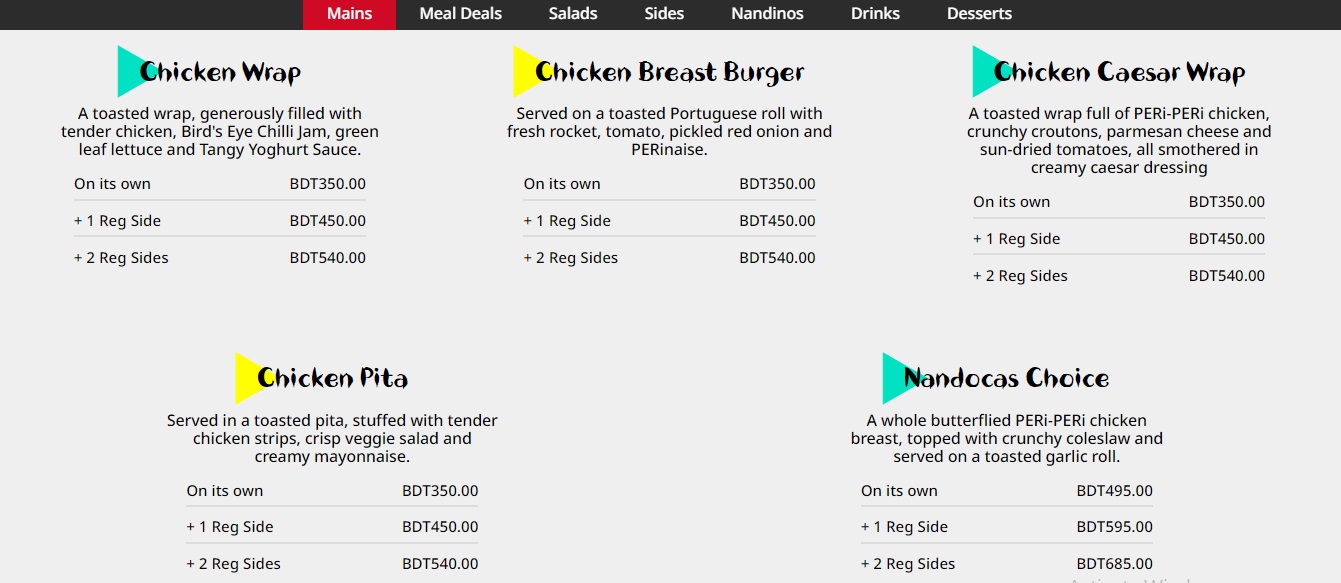 Mains Meal Deals Salads Sides Nandinos Drinks Desserts
Chicken Wrap
A toasted wrap, generously filled with
tender chicken, Bird's Eye Chilli Jam, green
leaf lettuce and Tangy Yoghurt Sauce.
On its own BDT350.00
+ 1 Reg Side BDT450.00
+ 2 Reg Sides BDT540.00
Chicken Breast Burger
Served on a toasted Portuguese roll with
fresh rocket, tomato, pickled red onion and
PERinaise.
On its own BDT350.00
+ 1 Reg Side BDT450.00
+ 2 Reg Sides BDT540.00
Chicken Caesar Wrap
A toasted wrap full of PERi-PERi chicken,
crunchy croutons, parmesan cheese and
sun-dried tomatoes, all smothered in
creamy caesar dressing
On its own BDT350.00
+ 1 Reg Side BDT450.00
+ 2 Reg Sides BDT540.00
Chicken Pita
Served in a toasted pita, stuffed with tender
chicken strips, crisp veggie salad and
creamy mayonnaise.
On its own BDT350.00
+ 1 Reg Side BDT450.00
+ 2 Reg Sides BDT540.00
Nandocas Choice
A whole butterflied PERi-PERi chicken
breast, topped with crunchy coleslaw and
served on a toasted garlic roll.
On its own BDT495.00
+ 1 Reg Side BDT595.00
+ 2 Reg Sides BDT685.00